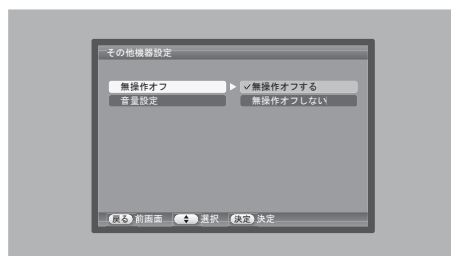 その他機器設定
無操作オフ ✓無操作オフする
音量設定 無操作オフしない
戻る 前画面 選択 決定 決定